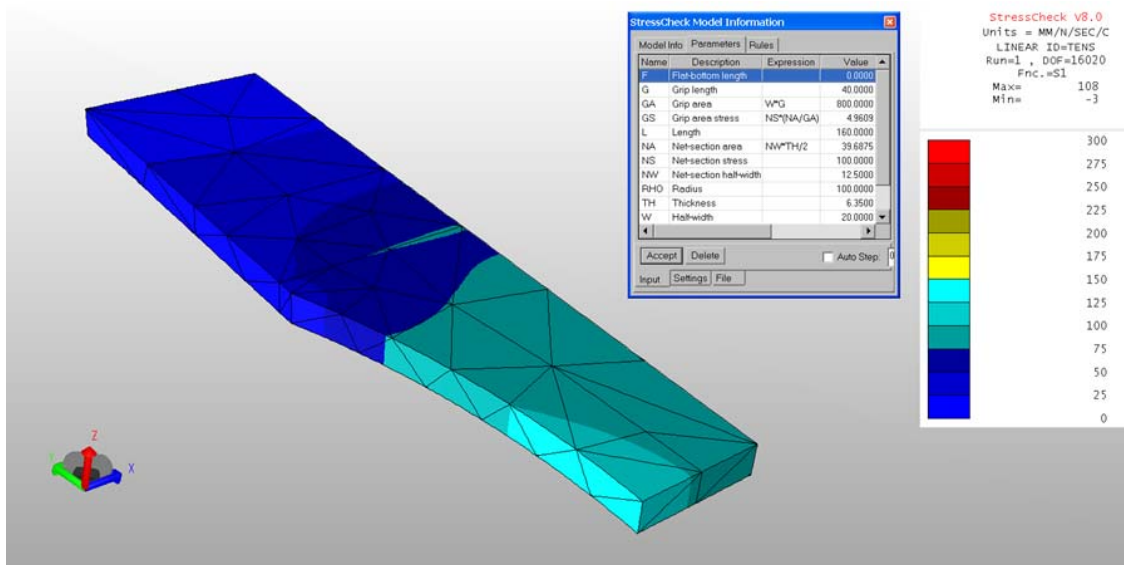 StressCheck Model Information
Model Info Parameters Rules
Name Description Expression Value
F Flat-bottom length 0.0000
G Grip length 40.0000
GA Grip area W*G 800.0000
GS Grip area stress NS*(NA/GA) 4.9609
L Length 160.0000
NA Net-section area NW*TH/2 39.6875
NS Net-section stress 100.0000
NW Net-section half-width 12.5000
RHO Radius 100.0000
TH Thickness 6.3500
W Half-width 20.0000
Accept Delete Auto Step: 0
Input Settings File
StressCheck V8.0
Units = MM/N/SEC/C
LINEAR ID=TENS
Run=1 , DOF=16020
Fnc.=S1
Max= 108
Min= -3
300
275
250
225
200
175
150
125
100
75
50
25
0
Z
Y
X